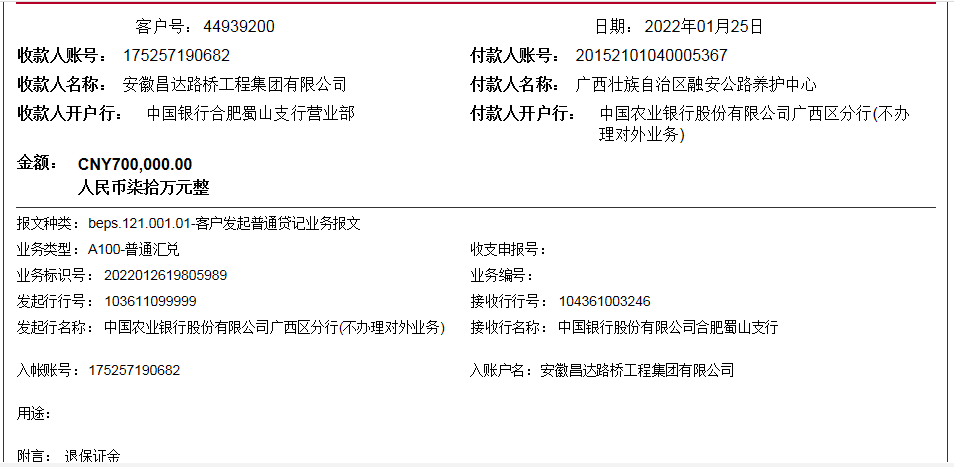 客户号：44939200 日期：2022年01月25日
收款人账号：175257190682 付款人账号：20152101040005367
收款人名称：安徽昌达路桥工程集团有限公司 付款人名称：广西壮族自治区融安公路养护中心
收款人开户行：中国银行合肥蜀山支行营业部 付款人开户行：中国农业银行股份有限公司广西区分行(不办
理对外业务)
金额：CNY700,000.00
人民币柒拾万元整
报文种类：beps.121.001.01-客户发起普通贷记业务报文
业务类型：A100-普通汇兑 收支申报号：
业务标识号：2022012619805989 业务编号：
发起行行号：103611099999 接收行行号：104361003246
发起行名称：中国农业银行股份有限公司广西区分行(不办理对外业务) 接收行名称：中国银行股份有限公司合肥蜀山支行
入帐账号：175257190682 入账户名：安徽昌达路桥工程集团有限公司
用途：
附言：退保证金